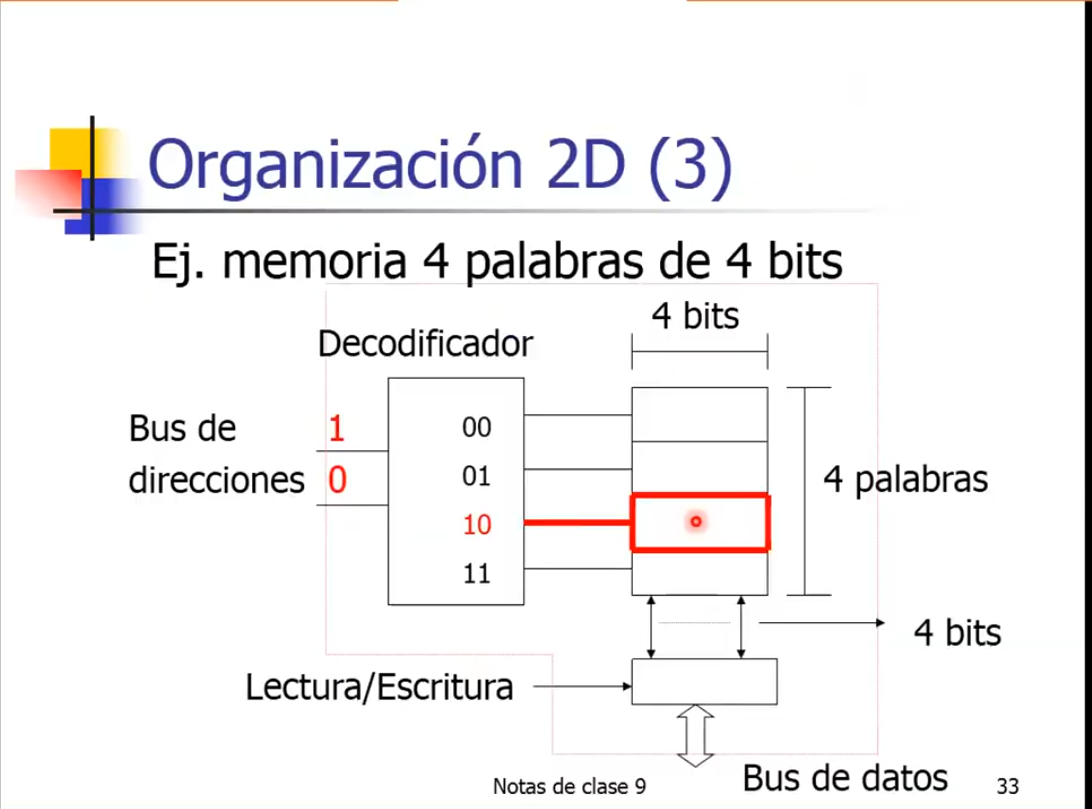 Organización 2D (3)
Ej. memoria 4 palabras de 4 bits
4 bits
Decodificador
Bus de
direcciones
1
0
00
01
10
11
4 palabras
4 bits
Lectura/Escritura
Bus de datos
Notas de clase 9
33